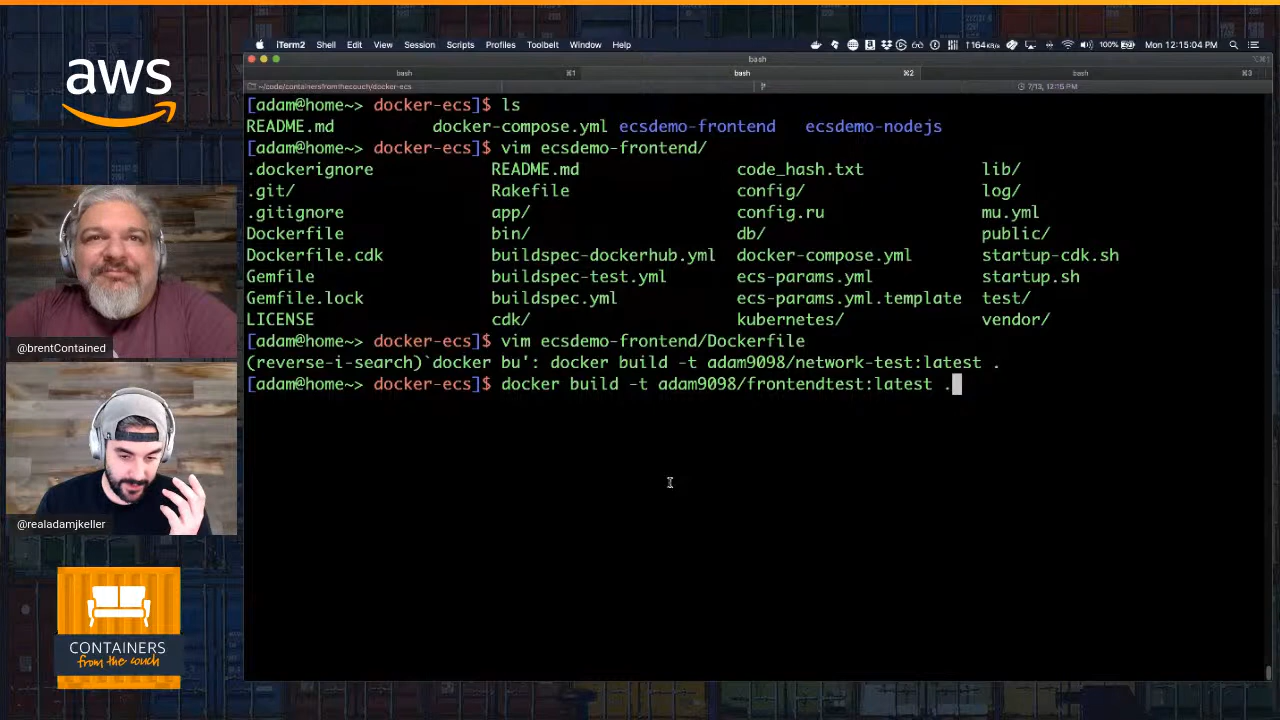 aws
iTerm2 Shell Edit View Session Scripts Profiles Toolbelt Window Help
164KB/s 100% Mon 12:15:04 PM
bash
bash ⌘1 bash ⌘2 bash ⌘3
~/code/containersfromthecouch/docker-ecs 7/13, 12:15 PM
[adam@home~> docker-ecs]$ ls
README.md docker-compose.yml ecsdemo-frontend ecsdemo-nodejs
[adam@home~> docker-ecs]$ vim ecsdemo-frontend/
.dockerignore README.md code_hash.txt lib/
.git/ Rakefile config/ log/
.gitignore app/ config.ru mu.yml
Dockerfile bin/ db/ public/
Dockerfile.cdk buildspec-dockerhub.yml docker-compose.yml startup-cdk.sh
Gemfile buildspec-test.yml ecs-params.yml startup.sh
Gemfile.lock buildspec.yml ecs-params.yml.template test/
LICENSE cdk/ kubernetes/ vendor/
[adam@home~> docker-ecs]$ vim ecsdemo-frontend/Dockerfile
(reverse-i-search)`docker bu': docker build -t adam9098/network-test:latest .
[adam@home~> docker-ecs]$ docker build -t adam9098/frontendtest:latest .
@brentContained
@realadamjkeller
CONTAINERS
from the couch